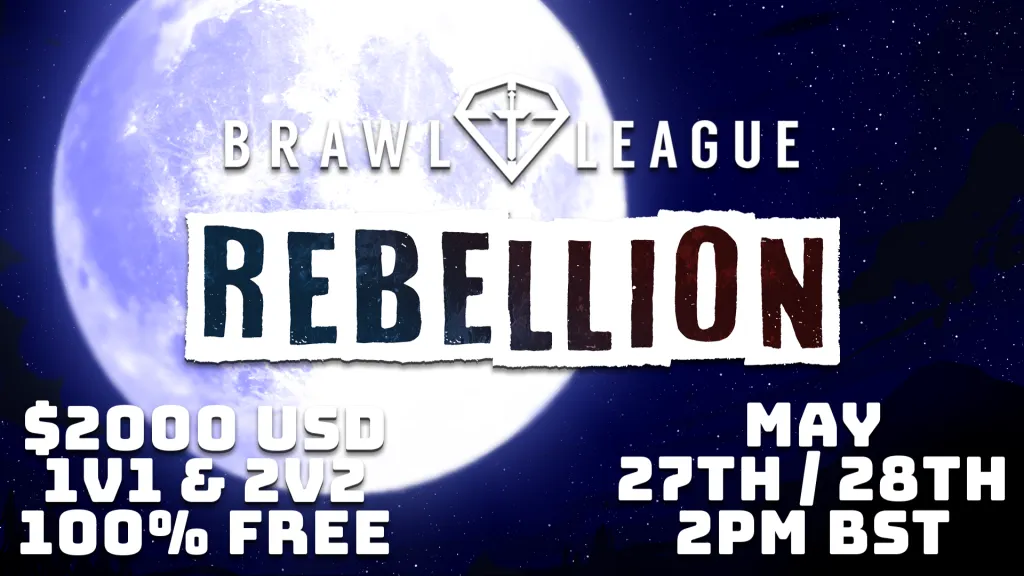 BRAWL LEAGUE
REBELLION
$2000 USD
1V1 & 2V2
100% FREE
MAY
27TH / 28TH
2PM BST